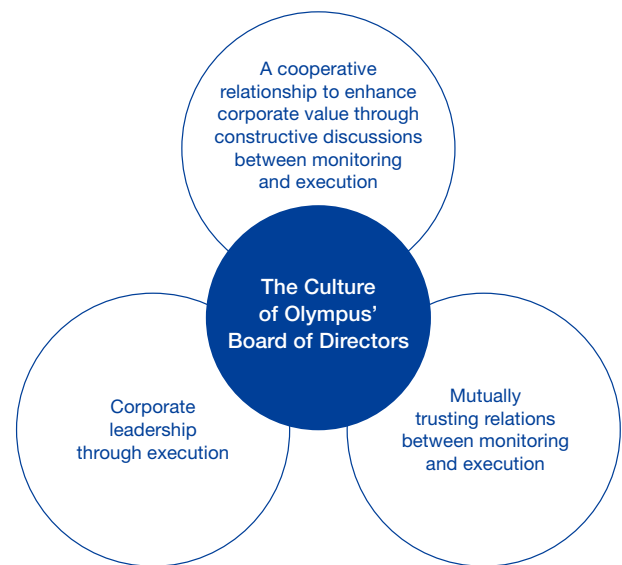 A cooperative
relationship to enhance
corporate value through
constructive discussions
between monitoring
and execution
The Culture
of Olympus’
Board of Directors
Corporate
leadership
through execution
Mutually
trusting relations
between monitoring
and execution